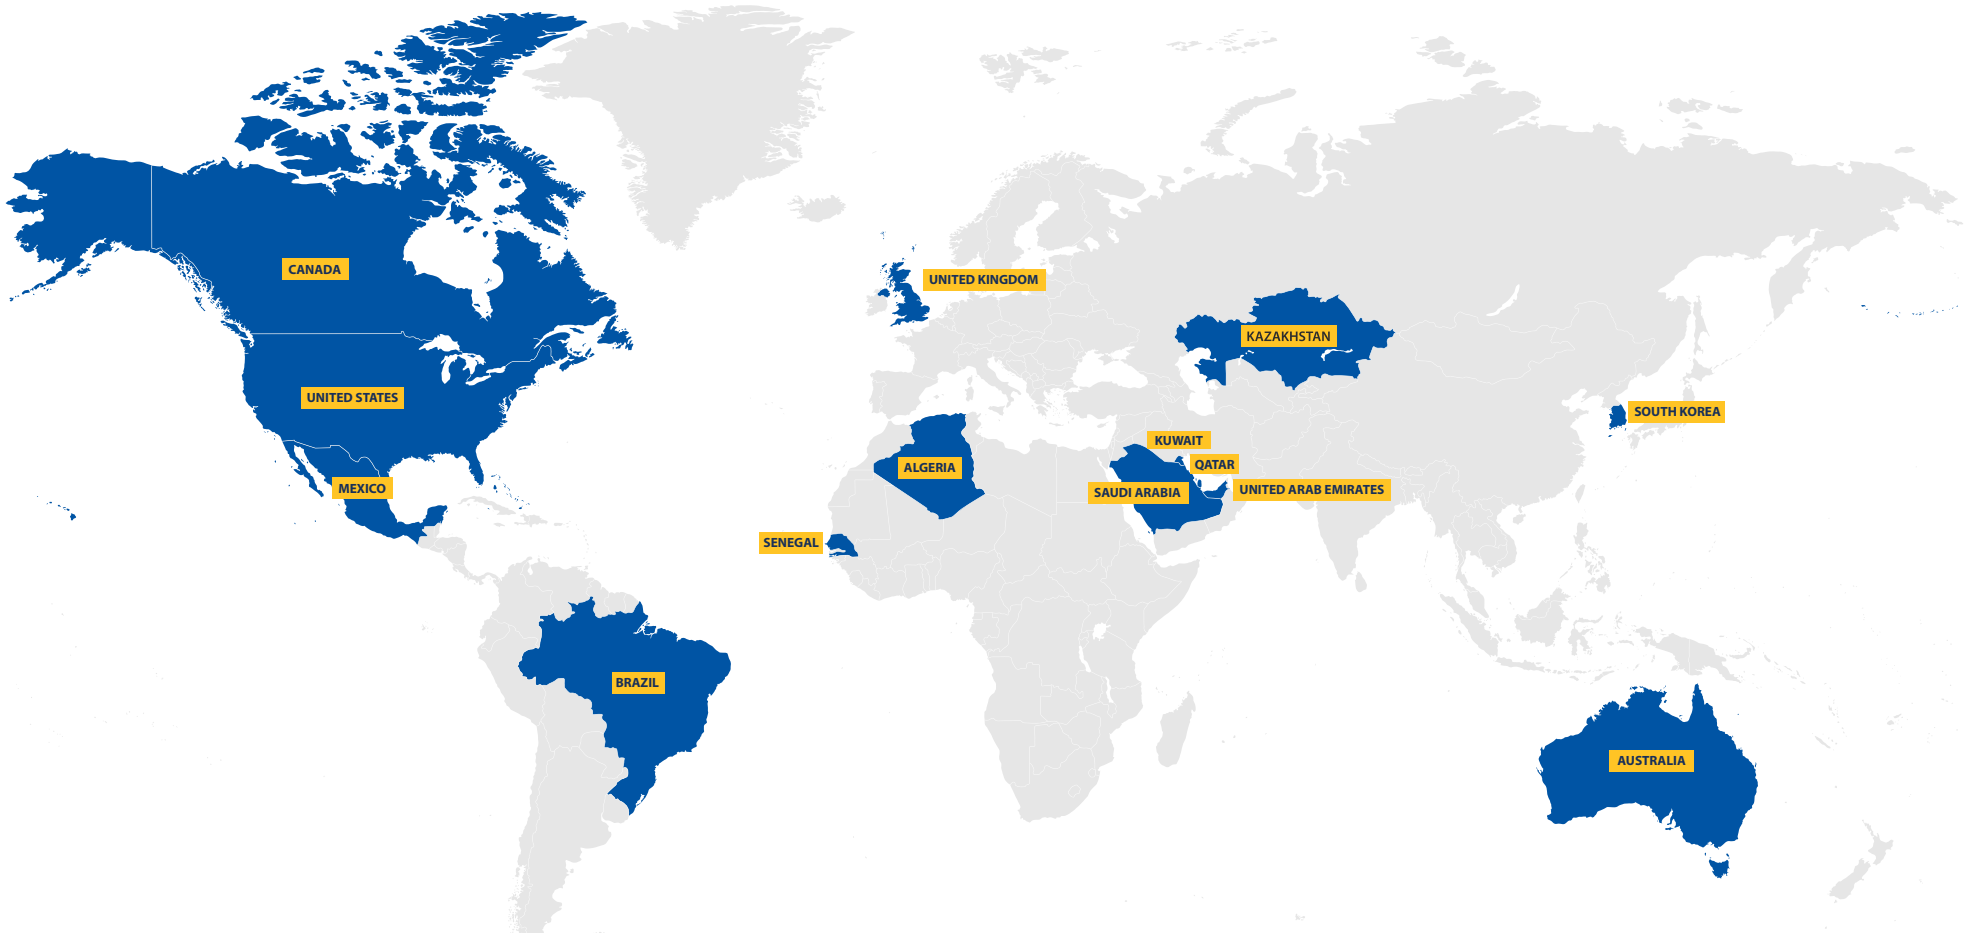 CANADA
UNITED KINGDOM
KAZAKHSTAN
UNITED STATES
SOUTH KOREA
KUWAIT
ALGERIA
QATAR
MEXICO
SAUDI ARABIA
UNITED ARAB EMIRATES
SENEGAL
BRAZIL
AUSTRALIA